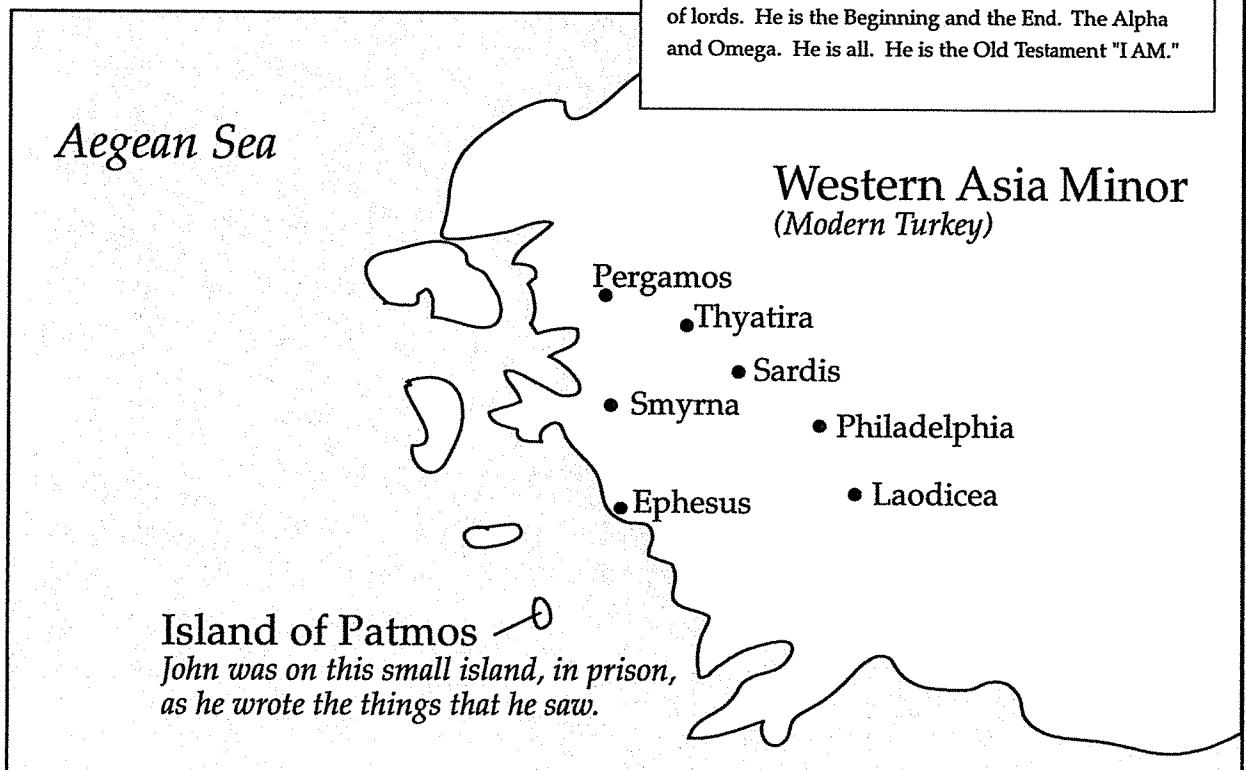 of lords. He is the Beginning and the End. The Alpha
and Omega. He is all. He is the Old Testament "I AM."
Aegean Sea
Western Asia Minor
(Modern Turkey)
Pergamos
Thyatira
Sardis
Smyrna
Philadelphia
Laodicea
Ephesus
Island of Patmos
John was on this small island, in prison,
as he wrote the things that he saw.